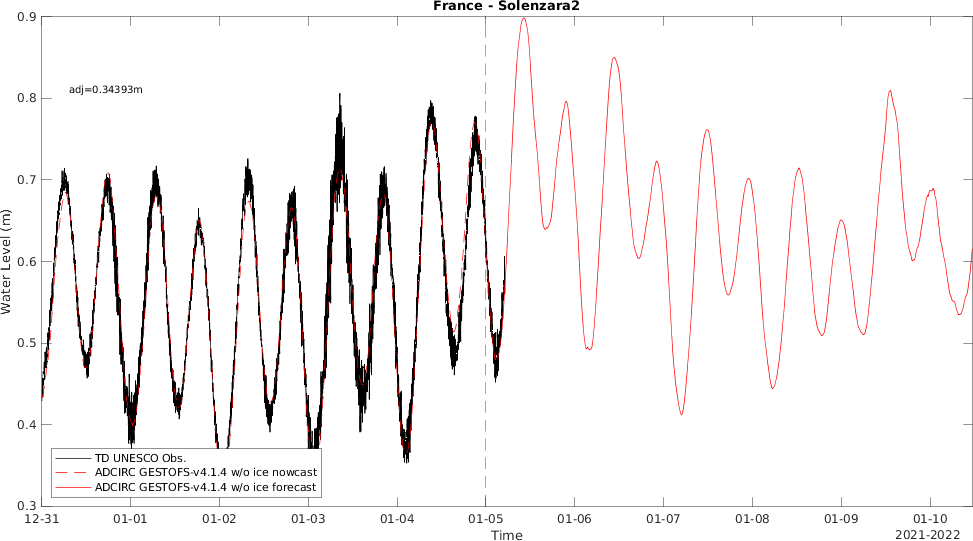 France - Solenzara2
0.9
0.8
0.7
0.6
0.5
0.4
0.3
Water Level (m)
adj=0.34393m
TD UNESCO Obs.
ADCIRC GESTOFS-v4.1.4 w/o ice nowcast
ADCIRC GESTOFS-v4.1.4 w/o ice forecast
12-31 01-01 01-02 01-03 01-04 01-05 01-06 01-07 01-08 01-09 01-10
Time
2021-2022